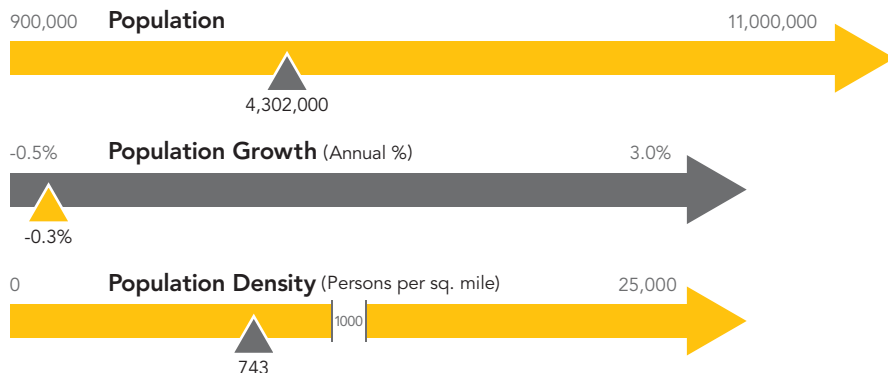 900,000 Population 11,000,000
4,302,000
-0.5% Population Growth (Annual %) 3.0%
-0.3%
0 Population Density (Persons per sq. mile) 25,000
1000
743